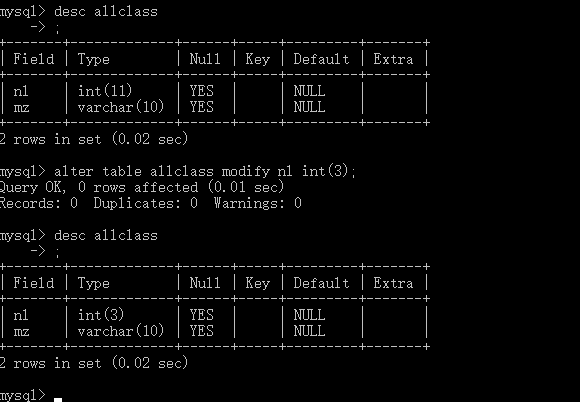 mysql> desc allclass
    -> ;
+-------+-------------+------+-----+---------+-------+
| Field | Type        | Null | Key | Default | Extra |
+-------+-------------+------+-----+---------+-------+
| n1    | int(11)     | YES  |     | NULL    |       |
| mz    | varchar(10) | YES  |     | NULL    |       |
+-------+-------------+------+-----+---------+-------+
2 rows in set (0.02 sec)
mysql> alter table allclass modify n1 int(3);
Query OK, 0 rows affected (0.01 sec)
Records: 0  Duplicates: 0  Warnings: 0
mysql> desc allclass
    -> ;
+-------+-------------+------+-----+---------+-------+
| Field | Type        | Null | Key | Default | Extra |
+-------+-------------+------+-----+---------+-------+
| n1    | int(3)      | YES  |     | NULL    |       |
| mz    | varchar(10) | YES  |     | NULL    |       |
+-------+-------------+------+-----+---------+-------+
2 rows in set (0.02 sec)
mysql> _